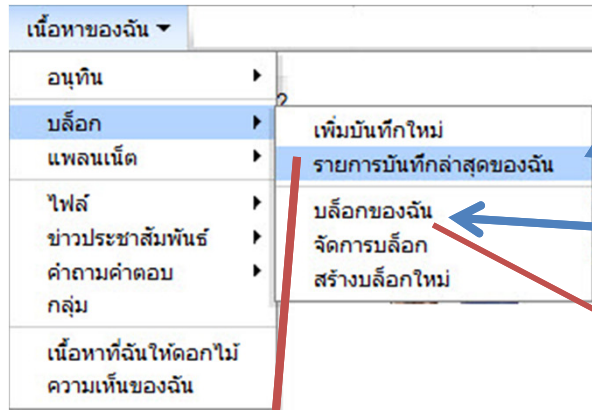 เนื้อหาของฉัน
อนุทิน
บล็อก
แพลนเน็ต
ไฟล์
ข่าวประชาสัมพันธ์
คำถามคำตอบ
กลุ่ม
เนื้อหาที่ฉันให้ดอกไม้
ความเห็นของฉัน
เพิ่มบันทึกใหม่
รายการบันทึกล่าสุดของฉัน
บล็อกของฉัน
จัดการบล็อก
สร้างบล็อกใหม่